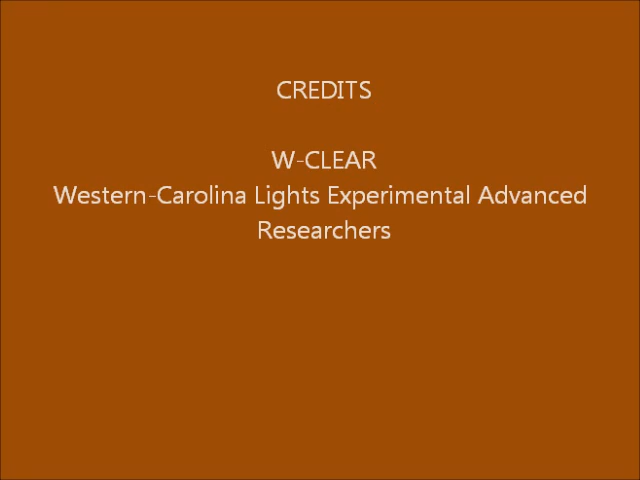 CREDITS
W-CLEAR
Western-Carolina Lights Experimental Advanced
Researchers